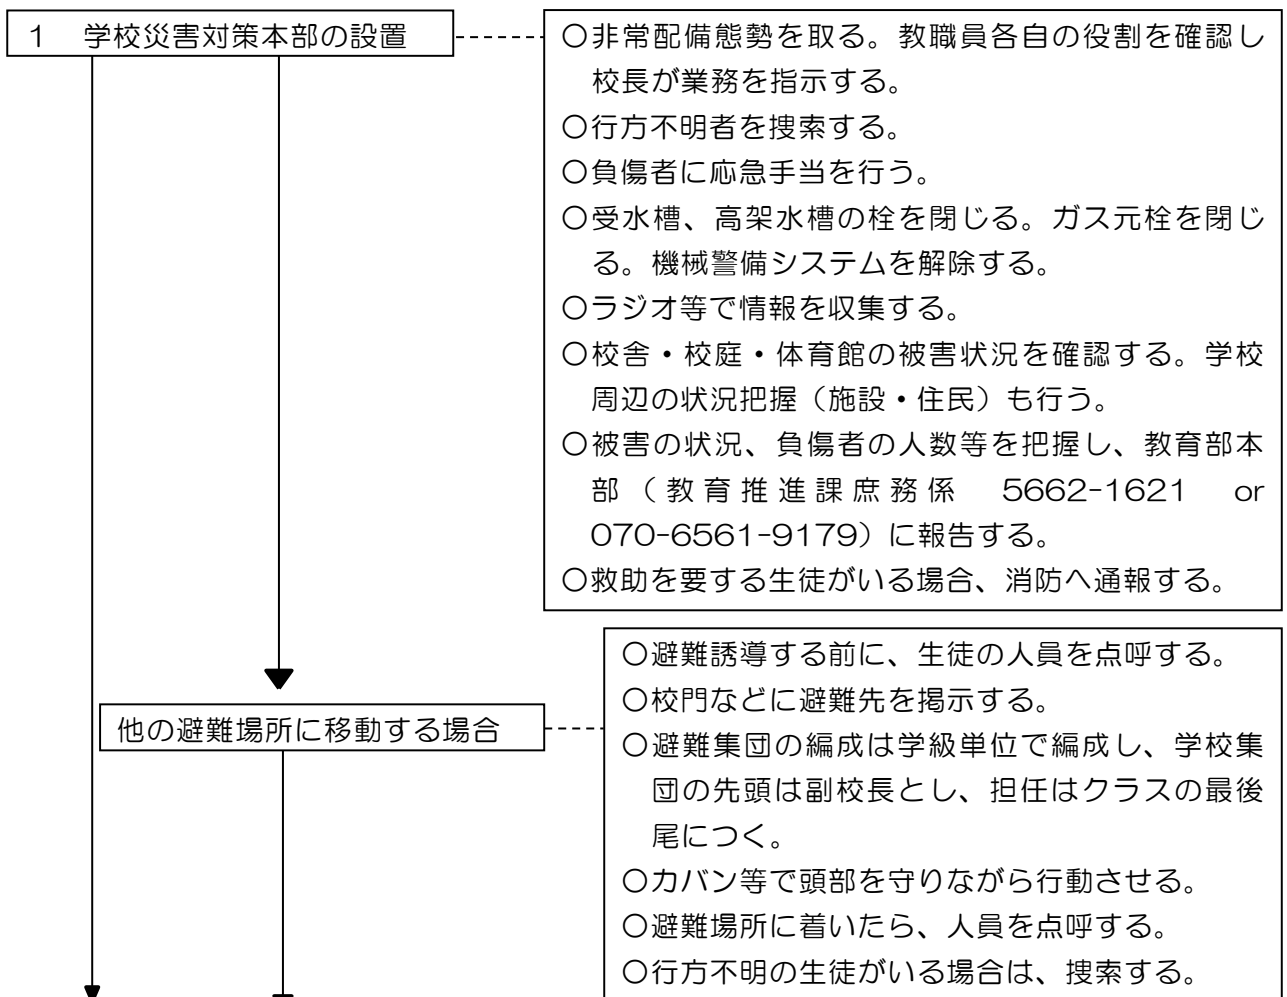 1　学校災害対策本部の設置
〇非常配備態勢を取る。教職員各自の役割を確認し
校長が業務を指示する。
〇行方不明者を捜索する。
〇負傷者に応急手当を行う。
〇受水槽、高架水槽の栓を閉じる。ガス元栓を閉じ
る。機械警備システムを解除する。
〇ラジオ等で情報を収集する。
〇校舎・校庭・体育館の被害状況を確認する。学校
周辺の状況把握（施設・住民）も行う。
〇被害の状況、負傷者の人数等を把握し、教育部本
部（教育推進課庶務係　5662-1621　or
070-6561-9179）に報告する。
〇救助を要する生徒がいる場合、消防へ通報する。
他の避難場所に移動する場合
〇避難誘導する前に、生徒の人員を点呼する。
〇校門などに避難先を掲示する。
〇避難集団の編成は学級単位で編成し、学校集
団の先頭は副校長とし、担任はクラスの最後
尾につく。
〇カバン等で頭部を守りながら行動させる。
〇避難場所に着いたら、人員を点呼する。
〇行方不明の生徒がいる場合は、捜索する。